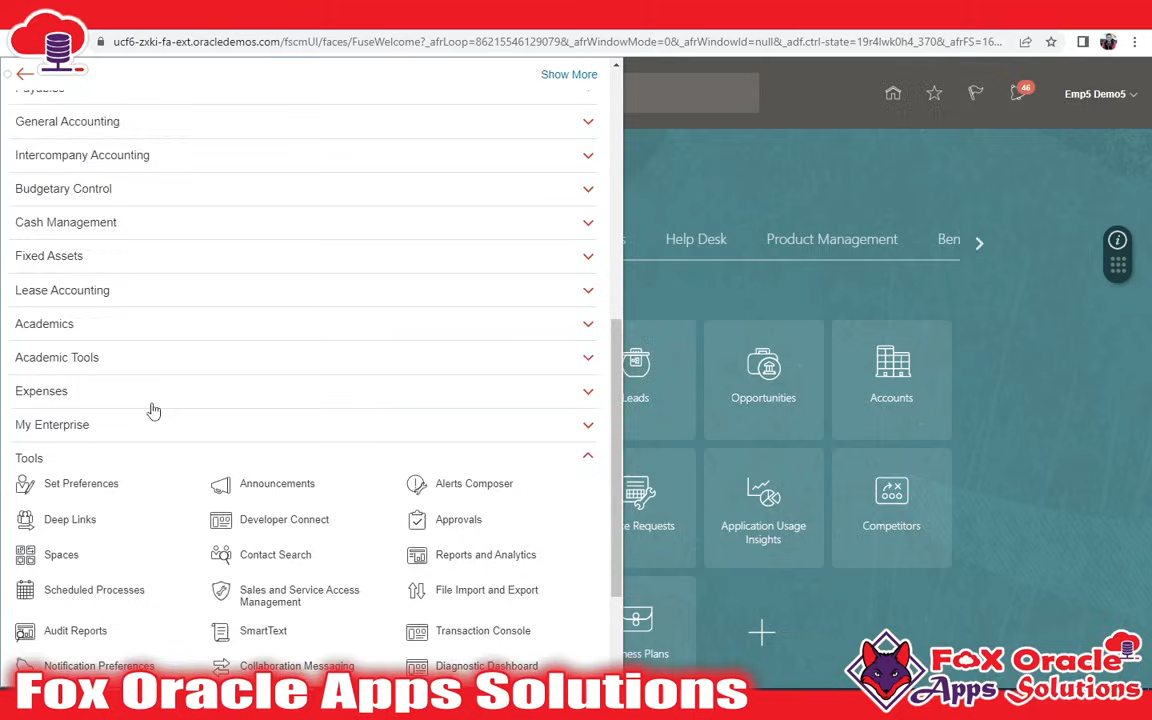 ucf6-zxki-fa-ext.oracledemos.com/fscmUI/faces/FuseWelcome?_afrLoop=86215546129079&_afrWindowMode=0&_afrWindowId=null&_adf.ctrl-state=19r4lwk0h4_370&_afrFS=16...
Show More
Payables
General Accounting
Intercompany Accounting
Budgetary Control
Cash Management
Fixed Assets
Lease Accounting
Academics
Academic Tools
Expenses
My Enterprise
Tools
Set Preferences
Announcements
Alerts Composer
Deep Links
Developer Connect
Approvals
Spaces
Contact Search
Reports and Analytics
Scheduled Processes
Sales and Service Access
Management
File Import and Export
Audit Reports
SmartText
Transaction Console
Notification Preferences
Collaboration Messaging
Diagnostic Dashboard
46
Emp5 Demo5
s
Help Desk
Product Management
Ben
Leads
Opportunities
Accounts
e Requests
Application Usage
Insights
Competitors
ness Plans
Fox Oracle Apps Solutions
FOX Oracle
Apps Solutions